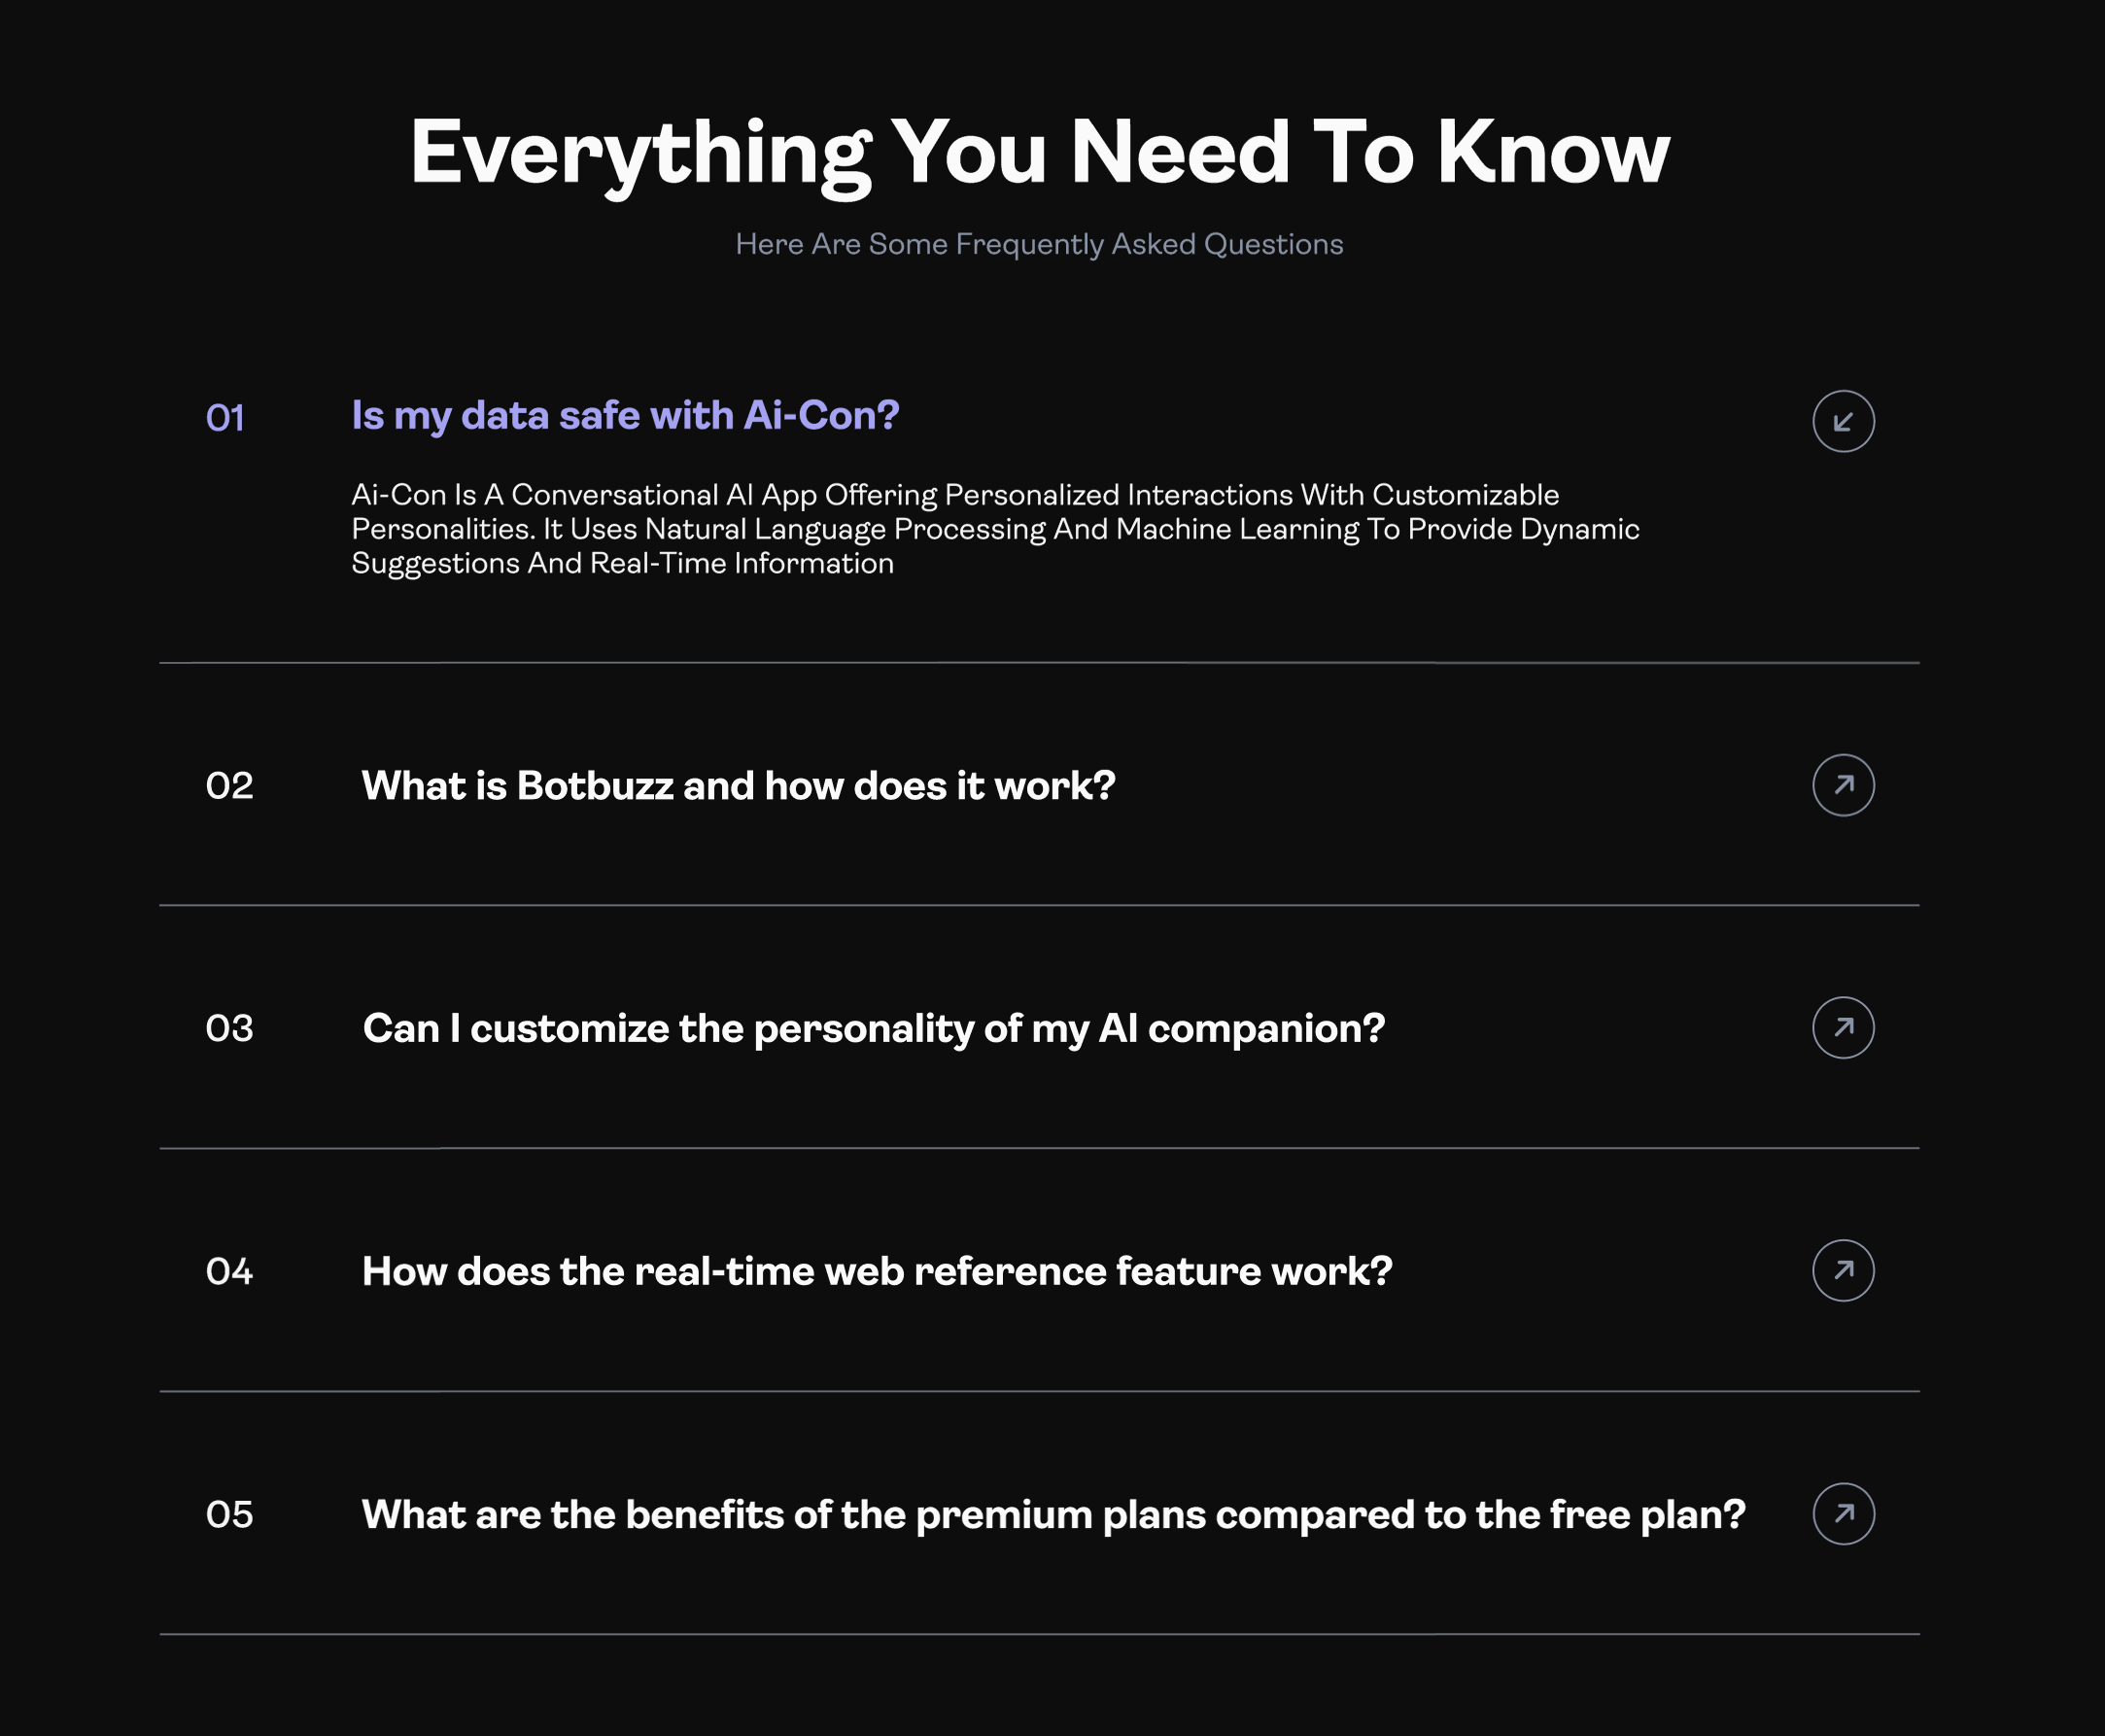 Everything You Need To Know
Here Are Some Frequently Asked Questions
01
Is my data safe with Ai-Con?
Ai-Con Is A Conversational AI App Offering Personalized Interactions With Customizable
Personalities. It Uses Natural Language Processing And Machine Learning To Provide Dynamic
Suggestions And Real-Time Information
02
What is Botbuzz and how does it work?
03
Can I customize the personality of my AI companion?
04
How does the real-time web reference feature work?
05
What are the benefits of the premium plans compared to the free plan?